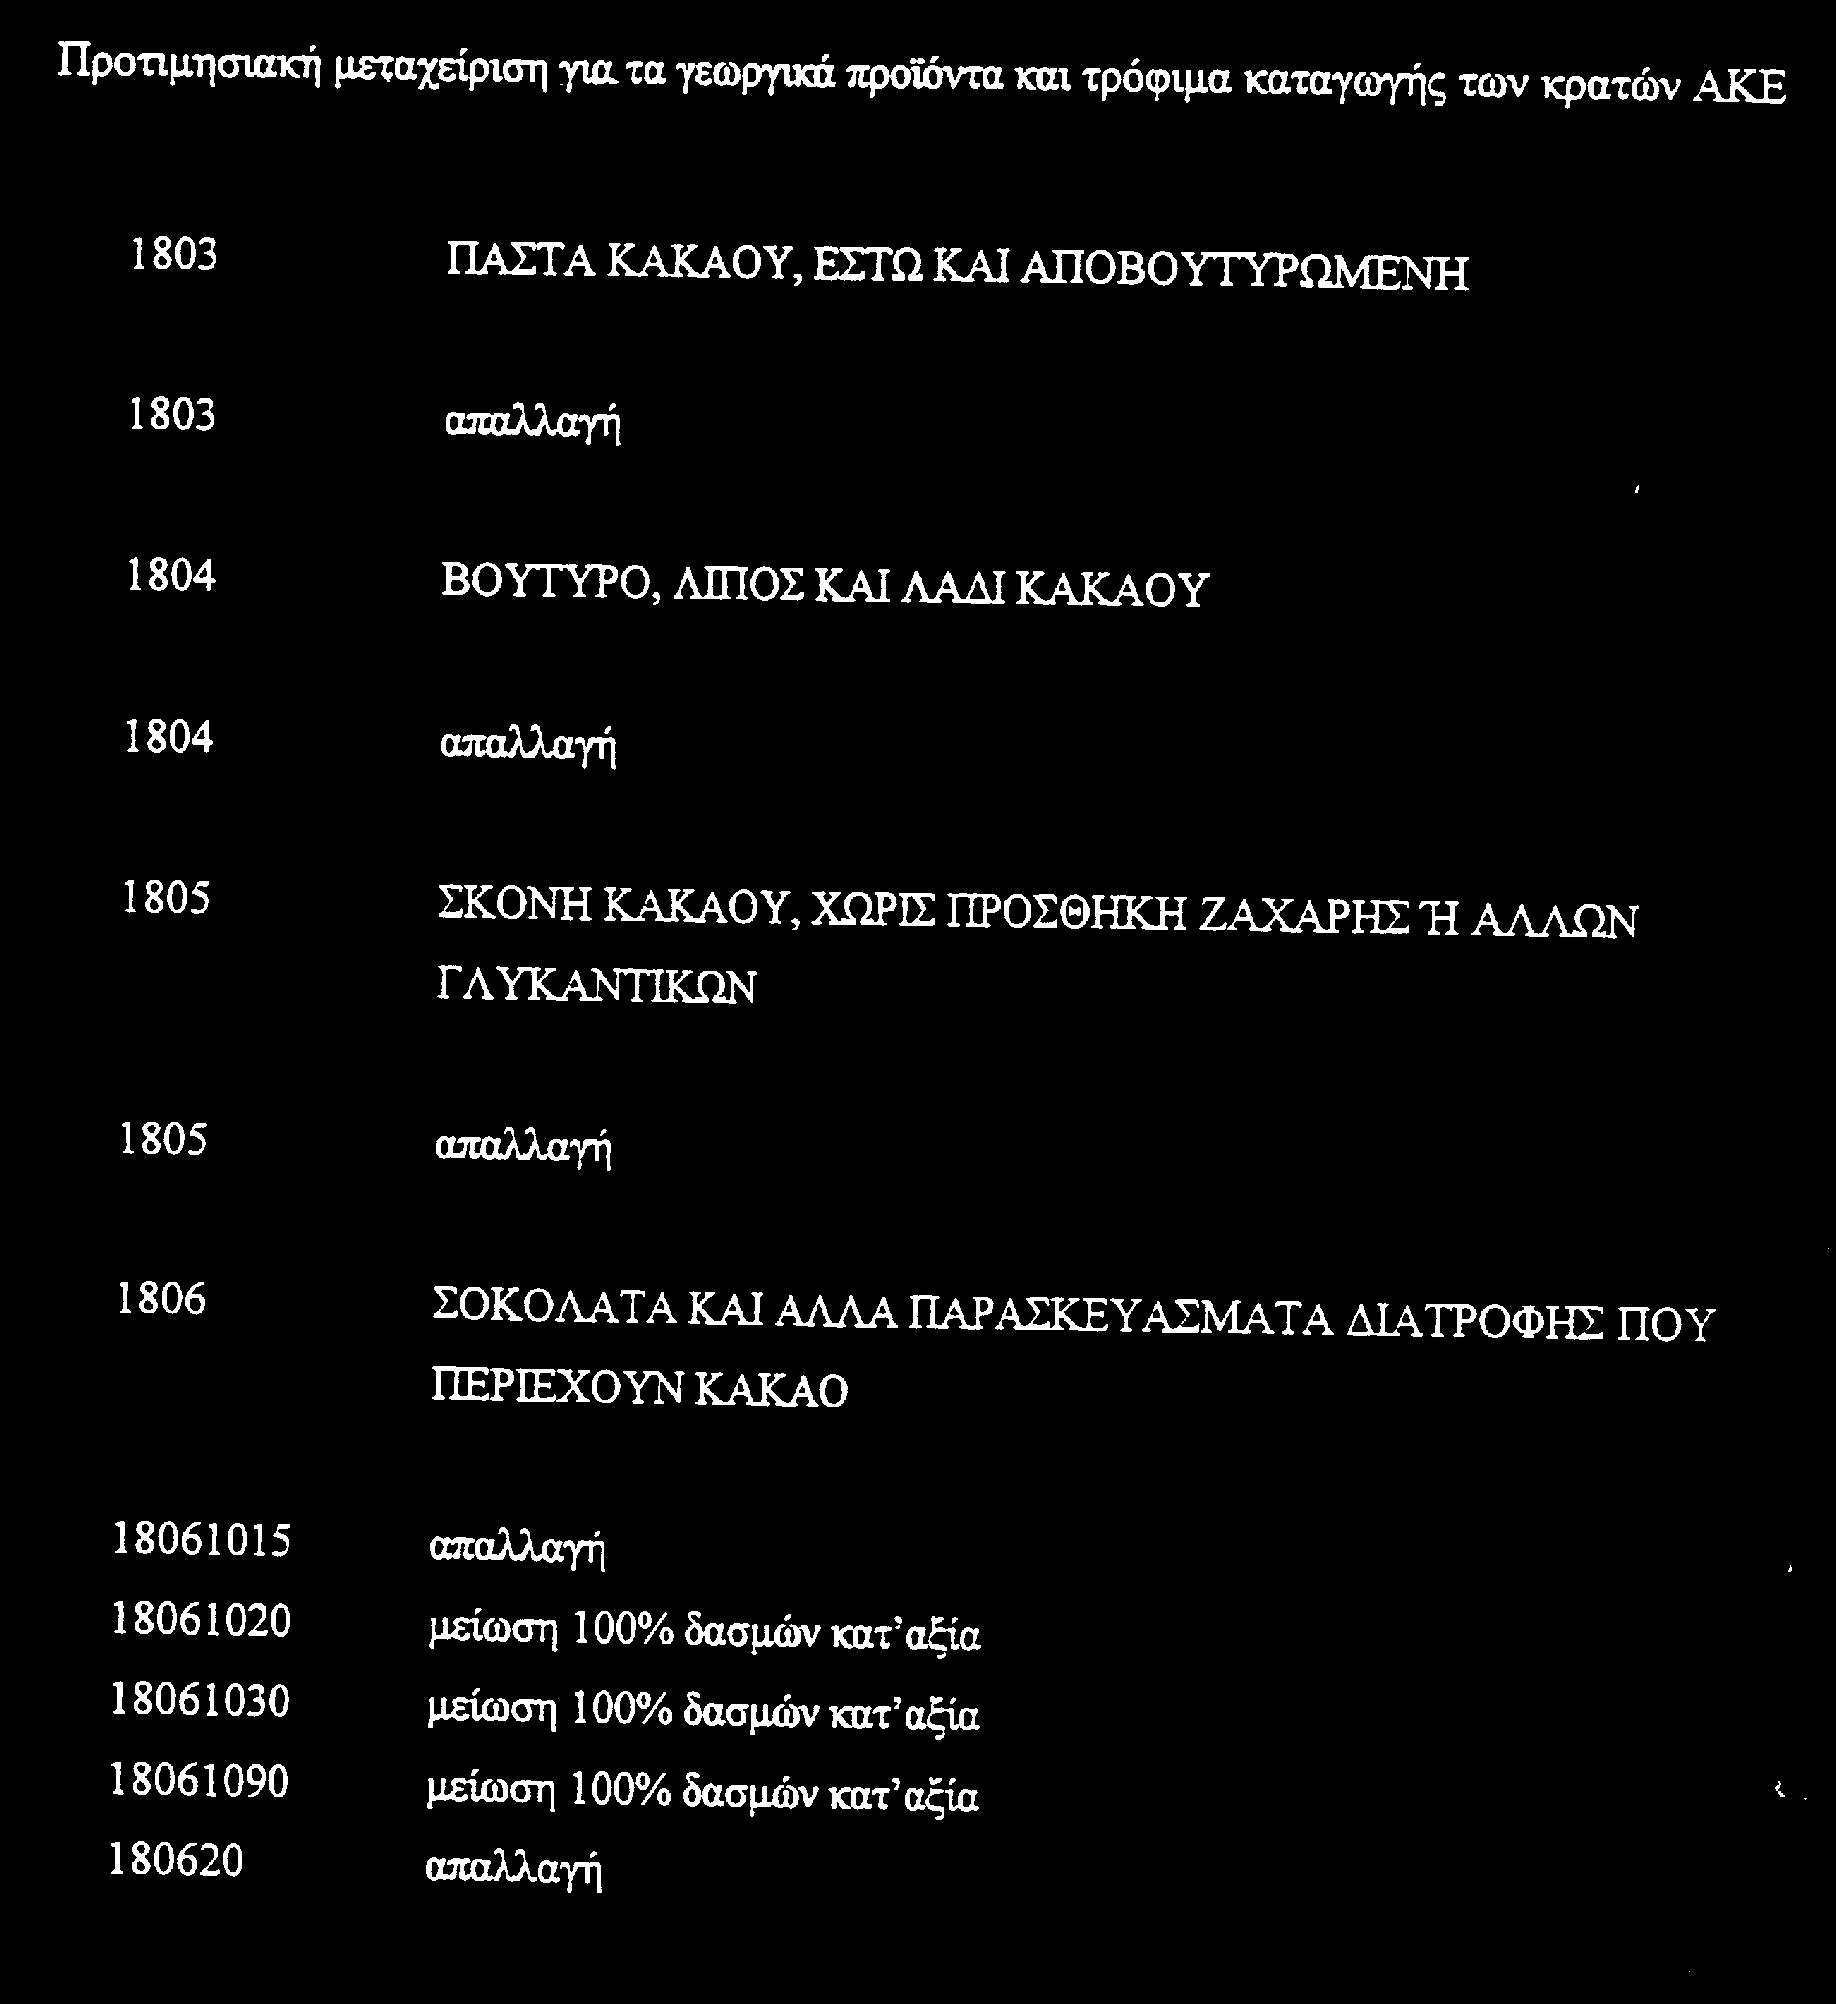 Προτιμησιακή μεταχείριση για τα γεωργικά προϊόντα και τρόφιμα καταγωγής των κρατών ΑΚΕ
1803 ΠΑΣΤΑ ΚΑΚΑΟΥ, ΕΣΤΩ ΚΑΙ ΑΠΟΒΟΥΤΥΡΩΜΕΝΗ
1803 απαλλαγή
1804 ΒΟΥΤΥΡΟ, ΛΙΠΟΣ ΚΑΙ ΛΑΔΙ ΚΑΚΑΟΥ
1804 απαλλαγή
1805 ΣΚΟΝΗ ΚΑΚΑΟΥ, ΧΩΡΙΣ ΠΡΟΣΘΗΚΗ ΖΑΧΑΡΗΣ Ή ΑΛΛΩΝ
ΓΛΥΚΑΝΤΙΚΩΝ
1805 απαλλαγή
1806 ΣΟΚΟΛΑΤΑ ΚΑΙ ΑΛΛΑ ΠΑΡΑΣΚΕΥΑΣΜΑΤΑ ΔΙΑΤΡΟΦΗΣ ΠΟΥ
ΠΕΡΙΕΧΟΥΝ ΚΑΚΑΟ
18061015 απαλλαγή
18061020 μείωση 100% δασμών κατ’αξία
18061030 μείωση 100% δασμών κατ’αξία
18061090 μείωση 100% δασμών κατ’αξία
180620 απαλλαγή